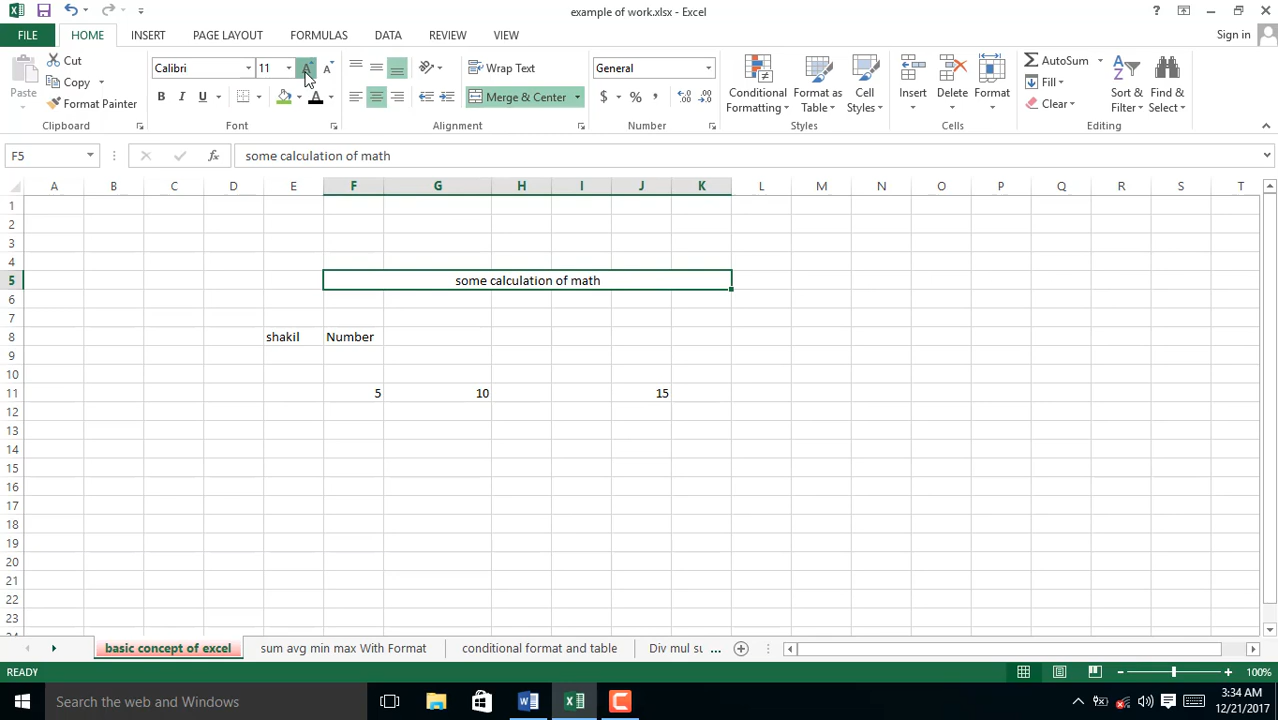 example of work.xlsx - Excel
?
FILE HOME INSERT PAGE LAYOUT FORMULAS DATA REVIEW VIEW Sign in
Paste
Cut
Copy
Format Painter
Clipboard
Calibri 11 A A
B I U A
Font
Wrap Text
Merge & Center
Alignment
General
$ % ,
Number
Conditional Formatting
Format as Table
Cell Styles
Styles
Insert
Delete
Format
Cells
AutoSum
Fill
Clear
Sort & Filter
Find & Select
Editing
F5 fx some calculation of math
A B C D E F G H I J K L M N O P Q R S T
1
2
3
4
5 some calculation of math
6
7
8 shakil Number
9
10
11 5 10 15
12
13
14
15
16
17
18
19
20
21
22
23
basic concept of excel sum avg min max With Format conditional format and table Div mul su ...
READY 100%
Search the web and Windows
3:34 AM
12/21/2017